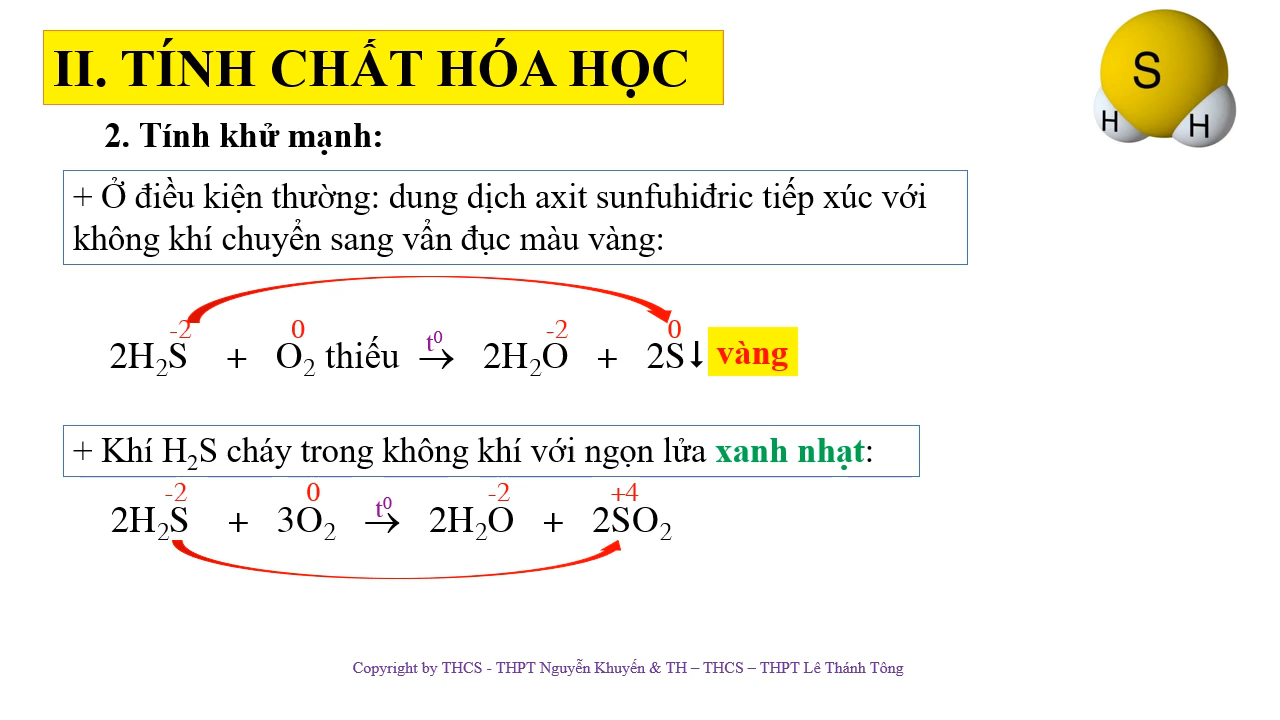 II. TÍNH CHẤT HÓA HỌC
S
H
H
2. Tính khử mạnh:
+ Ở điều kiện thường: dung dịch axit sunfuhiđric tiếp xúc với
không khí chuyển sang vẩn đục màu vàng:
-2 0 t⁰ -2 0
2H₂S + O₂ thiếu → 2H₂O + 2S↓ vàng
+ Khí H₂S cháy trong không khí với ngọn lửa xanh nhạt:
-2 0 t⁰ -2 +4
2H₂S + 3O₂ → 2H₂O + 2SO₂
Copyright by THCS - THPT Nguyễn Khuyến & TH – THCS – THPT Lê Thánh Tông